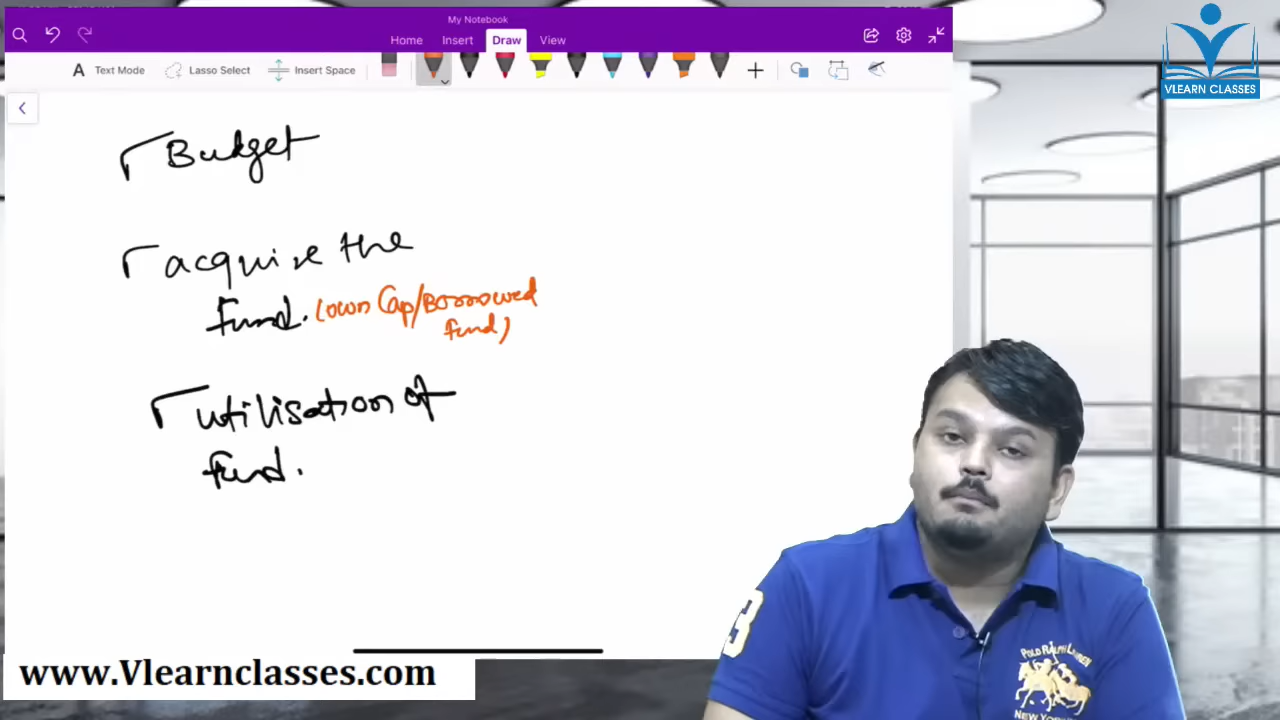 My Notebook
Home Insert Draw View
A Text Mode Lasso Select Insert Space
VLEARN CLASSES
Budget
acquire the
fund. (own Cap/Borrowed
fund)
utilisation of
fund.
3
POLO RALPH LAUREN
NEW YORK
www.Vlearnclasses.com